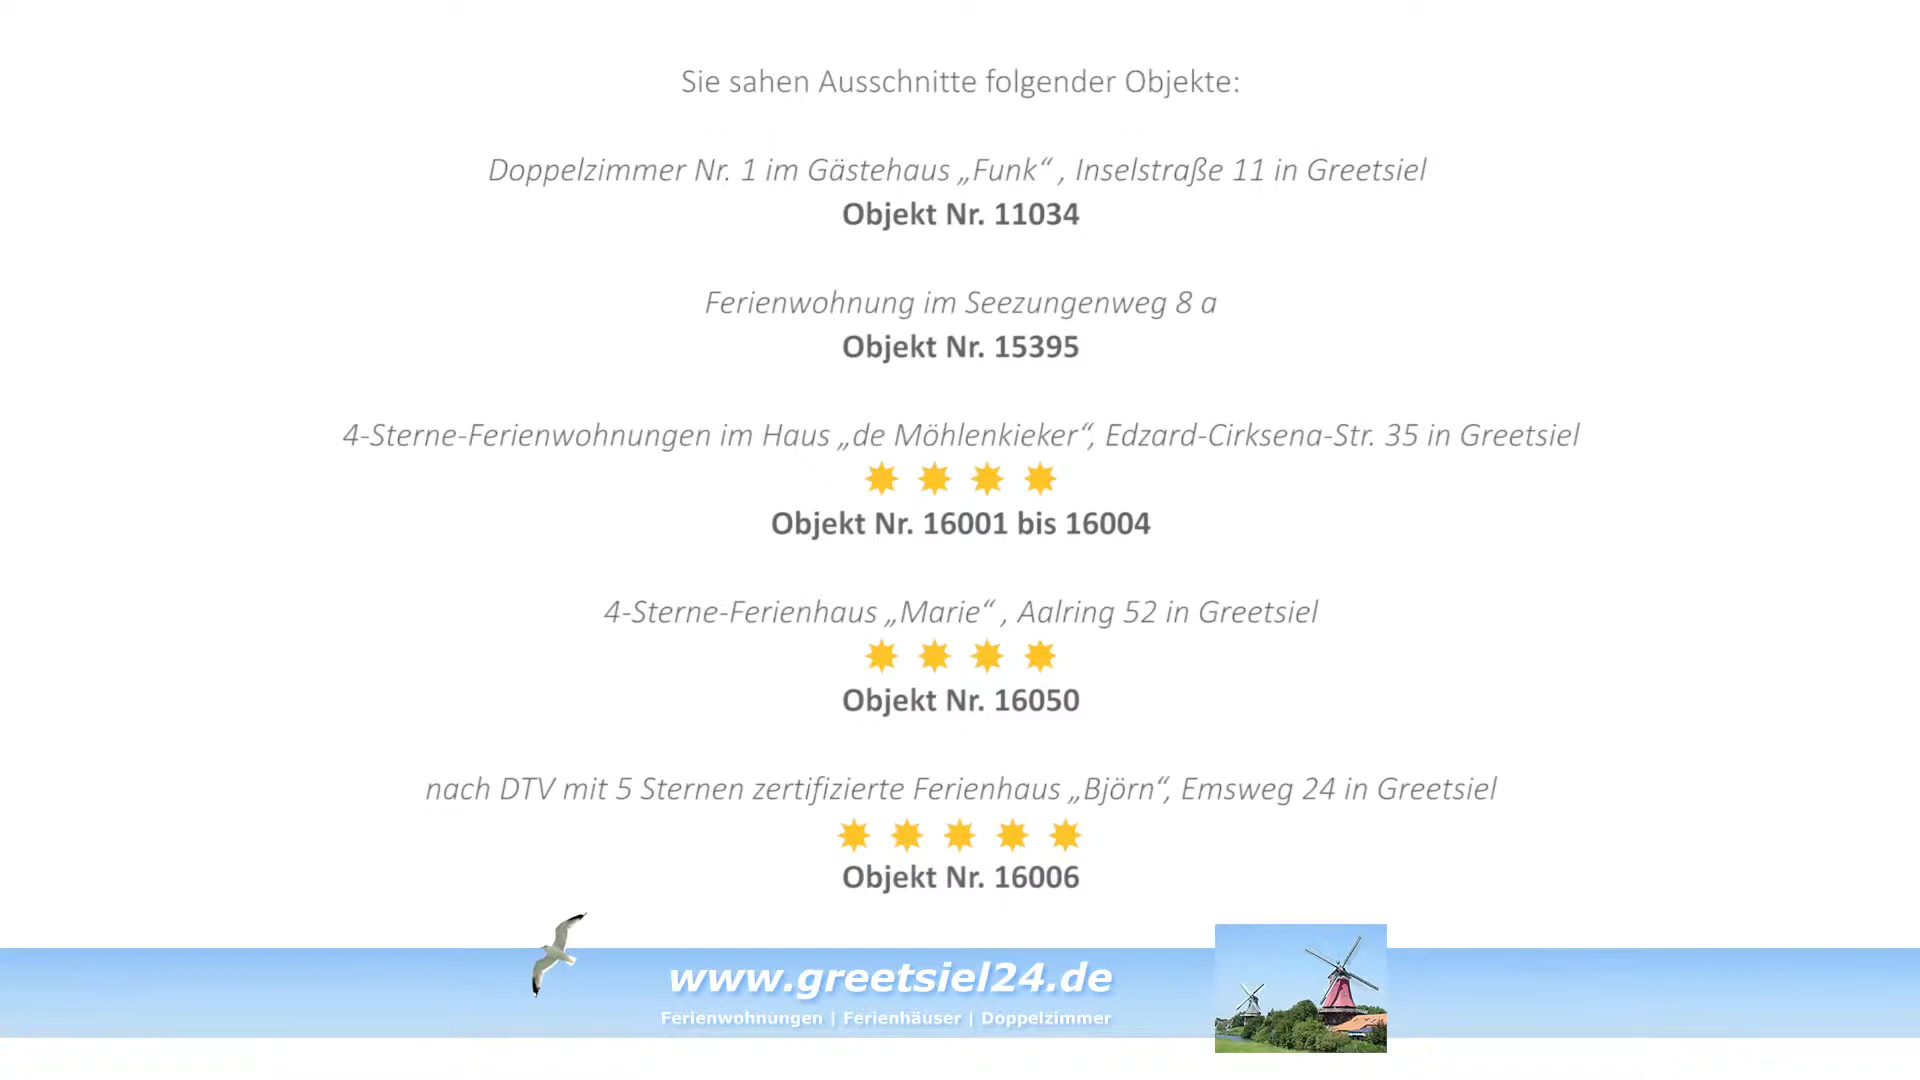 Sie sahen Ausschnitte folgender Objekte:
Doppelzimmer Nr. 1 im Gästehaus „Funk“ , Inselstraße 11 in Greetsiel
Objekt Nr. 11034
Ferienwohnung im Seezungenweg 8 a
Objekt Nr. 15395
4-Sterne-Ferienwohnungen im Haus „de Möhlenkieker“, Edzard-Cirksena-Str. 35 in Greetsiel
Objekt Nr. 16001 bis 16004
4-Sterne-Ferienhaus „Marie“ , Aalring 52 in Greetsiel
Objekt Nr. 16050
nach DTV mit 5 Sternen zertifizierte Ferienhaus „Björn“, Emsweg 24 in Greetsiel
Objekt Nr. 16006
www.greetsiel24.de
Ferienwohnungen | Ferienhäuser | Doppelzimmer